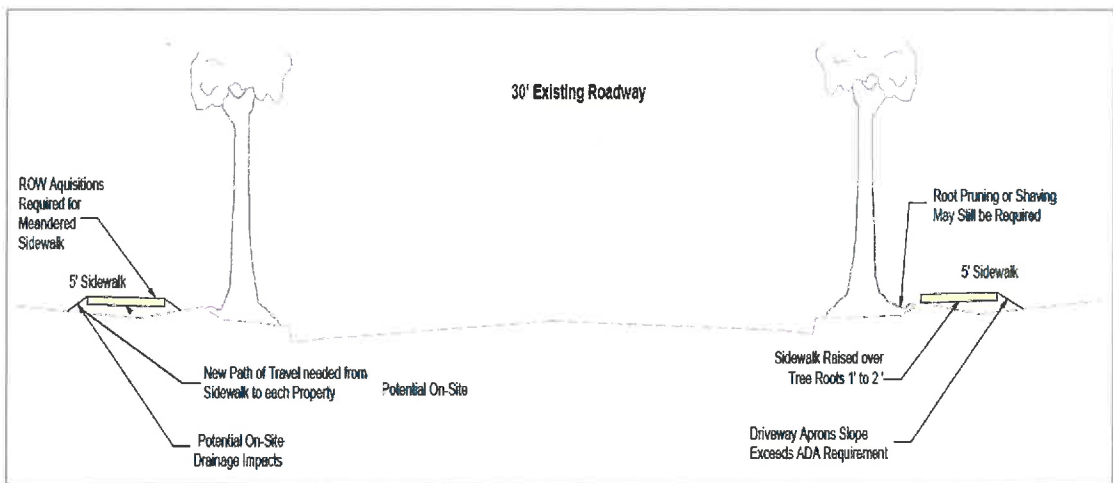 30' Existing Roadway
ROW Aquisitions
Required for
Meandered
Sidewalk
5' Sidewalk
New Path of Travel needed from
Sidewalk to each Property
Potential On-Site
Potential On-Site
Drainage Impacts
Root Pruning or Shaving
May Still be Required
5' Sidewalk
Sidewalk Raised over
Tree Roots 1' to 2'
Driveway Aprons Slope
Exceeds ADA Requirement